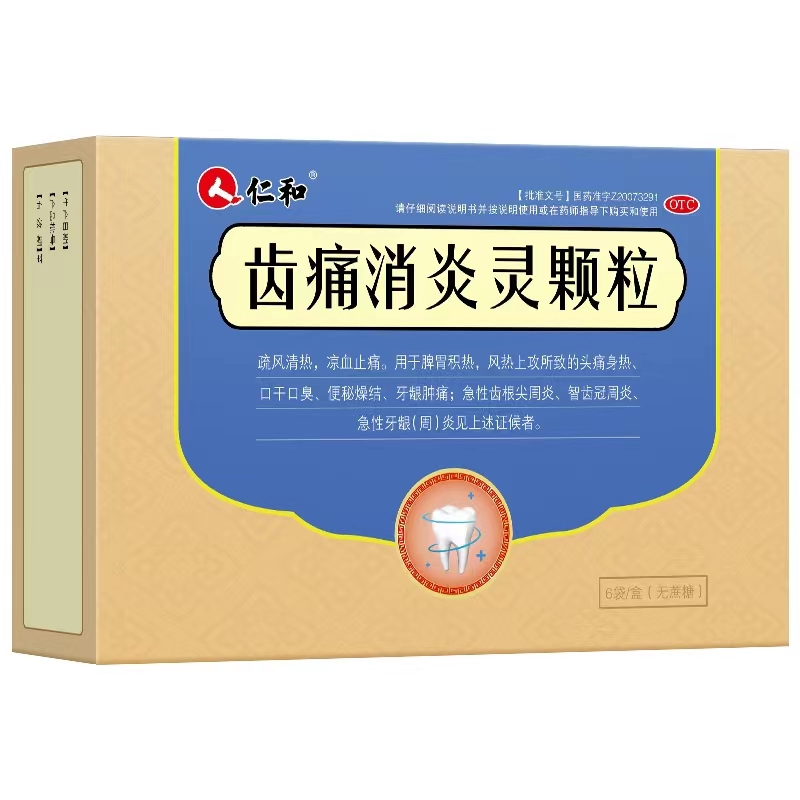 仁和®
【批准文号】国药准字Z20073291
请仔细阅读说明书并按说明使用或在药师指导下购买和使用
OTC
齿痛消炎灵颗粒
疏风清热，凉血止痛。用于脾胃积热，风热上攻所致的头痛身热、
口干口臭、便秘燥结、牙龈肿痛；急性齿根尖周炎、智齿冠周炎、
急性牙龈（周）炎见上述证候者。
6袋/盒（无蔗糖）